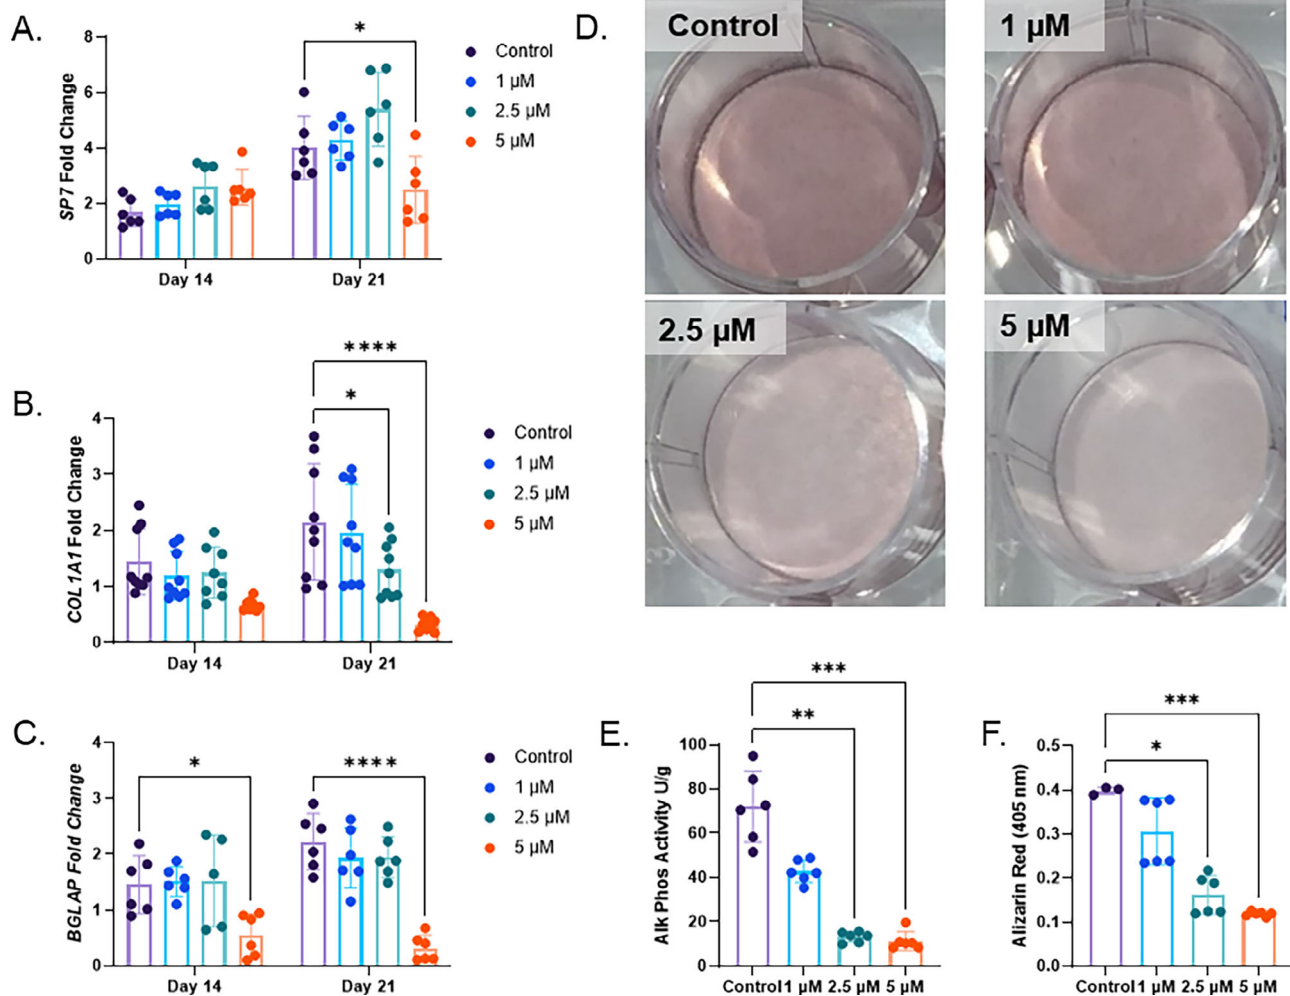 A.
SP7 Fold Change
8
6
4
2
0
*
Day 14
Day 21
Control
1 µM
2.5 µM
5 µM
B.
COL1A1 Fold Change
4
3
2
1
0
****
*
Day 14
Day 21
Control
1 µM
2.5 µM
5 µM
C.
BGLAP Fold Change
4
3
2
1
0
*
****
Day 14
Day 21
Control
1 µM
2.5 µM
5 µM
D.
Control
1 µM
2.5 µM
5 µM
E.
Alk Phos Activity U/g
100
80
60
40
20
0
***
**
Control 1 µM 2.5 µM 5 µM
F.
Alizarin Red (405 nm)
0.5
0.4
0.3
0.2
0.1
0.0
***
*
Control 1 µM 2.5 µM 5 µM